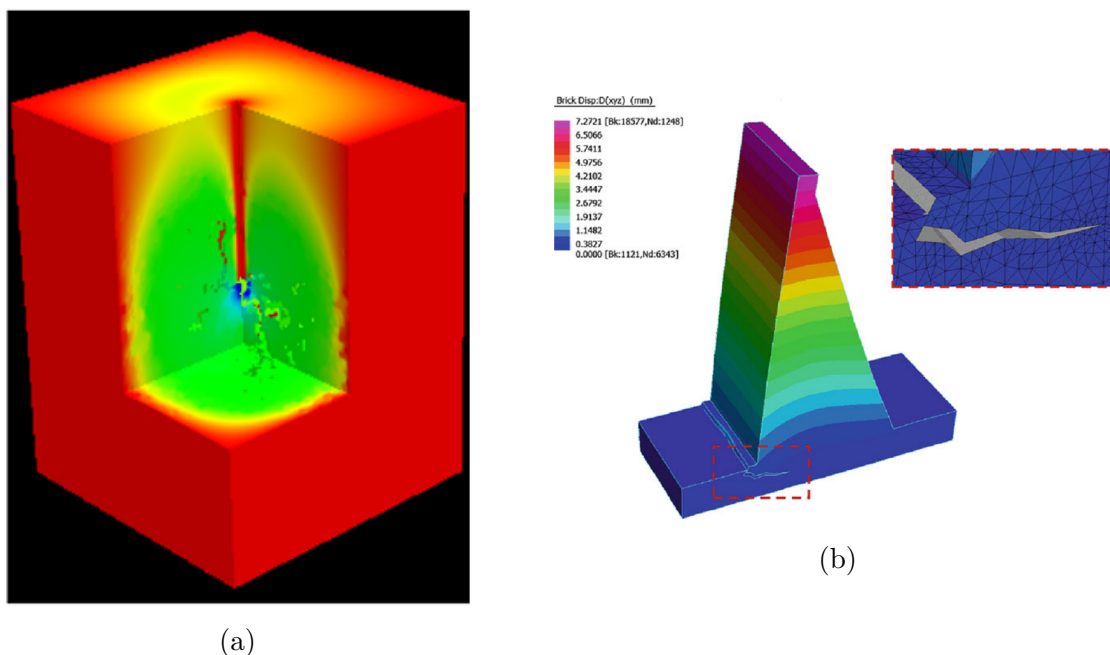 Brick Disp:D(xyz) (mm)
7.2721 [Bk:18577,Nd:1248]
6.5066
5.7411
4.9756
4.2102
3.4447
2.6792
1.9137
1.1482
0.3827
0.0000 [Bk:1121,Nd:6343]
(b)
(a)